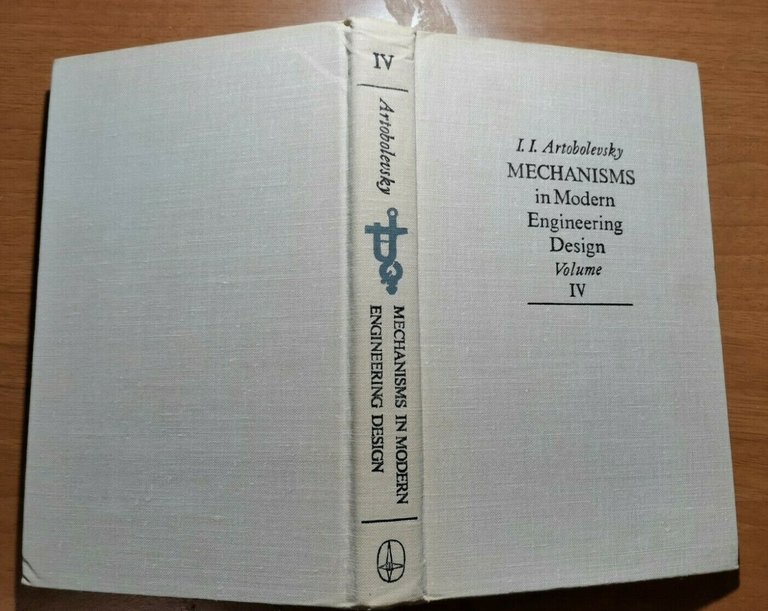 IV
Artobolevsky
MECHANISMS IN MODERN
ENGINEERING DESIGN
I. I. Artobolevsky
MECHANISMS
in Modern
Engineering
Design
Volume
IV